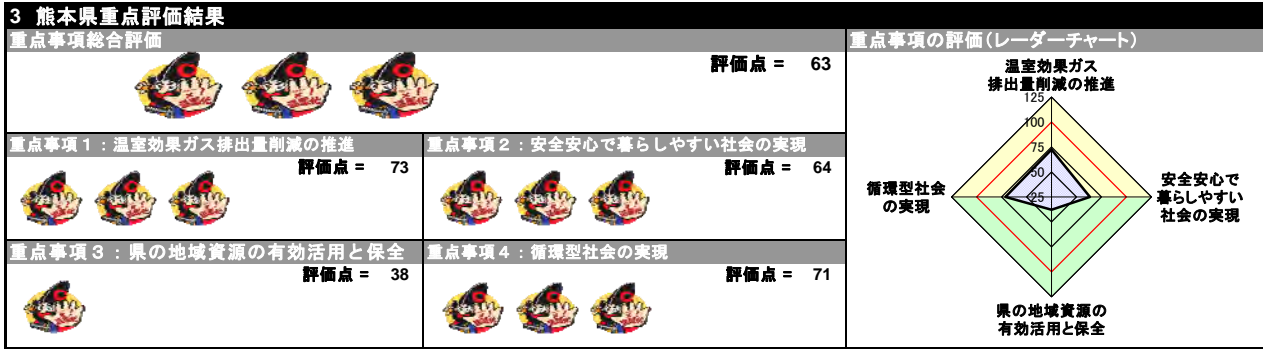 3 熊本県重点評価結果
重点事項総合評価
評価点 = 63
重点事項1：温室効果ガス排出量削減の推進
評価点 = 73
重点事項2：安全安心で暮らしやすい社会の実現
評価点 = 64
重点事項3：県の地域資源の有効活用と保全
評価点 = 38
重点事項4：循環型社会の実現
評価点 = 71
重点事項の評価(レーダーチャート)
温室効果ガス
排出量削減の推進
125
100
75
50
25
循環型社会
の実現
安全安心で
暮らしやすい
社会の実現
県の地域資源の
有効活用と保全